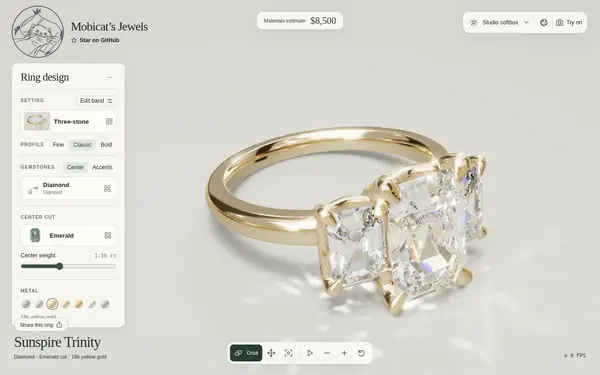 Mobicat's Jewels
Star on GitHub
Materials estimate $8,500
Studio softbox
Try on
Ring design
SETTING
Edit band
Three-stone
PROFILE Fine Classic Bold
GEMSTONES Center Accents
Diamond
Diamond
CENTER CUT
Emerald
Center weight 1.50 ct
METAL
18k yellow gold
Share this ring
Sunspire Trinity
Diamond · Emerald cut · 18k yellow gold
Orbit
0 FPS